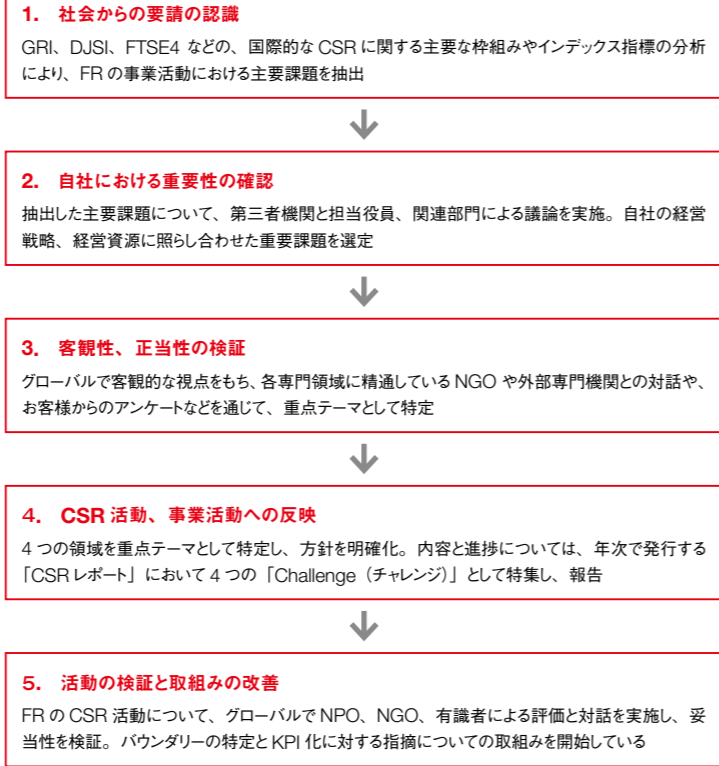 1. 社会からの要請の認識
GRI、DJSI、FTSE4 などの、国際的な CSR に関する主要な枠組みやインデックス指標の分析
により、FR の事業活動における主要課題を抽出
2. 自社における重要性の確認
抽出した主要課題について、第三者機関と担当役員、関連部門による議論を実施。自社の経営
戦略、経営資源に照らし合わせた重要課題を選定
3. 客観性、正当性の検証
グローバルで客観的な視点をもち、各専門領域に精通している NGO や外部専門機関との対話や、
お客様からのアンケートなどを通じて、重点テーマとして特定
4. CSR 活動、事業活動への反映
4 つの領域を重点テーマとして特定し、方針を明確化。内容と進捗については、年次で発行する
「CSR レポート」において 4 つの「Challenge（チャレンジ）」として特集し、報告
5. 活動の検証と取組みの改善
FR の CSR 活動について、グローバルで NPO、NGO、有識者による評価と対話を実施し、妥
当性を検証。バウンダリーの特定と KPI 化に対する指摘についての取組みを開始している